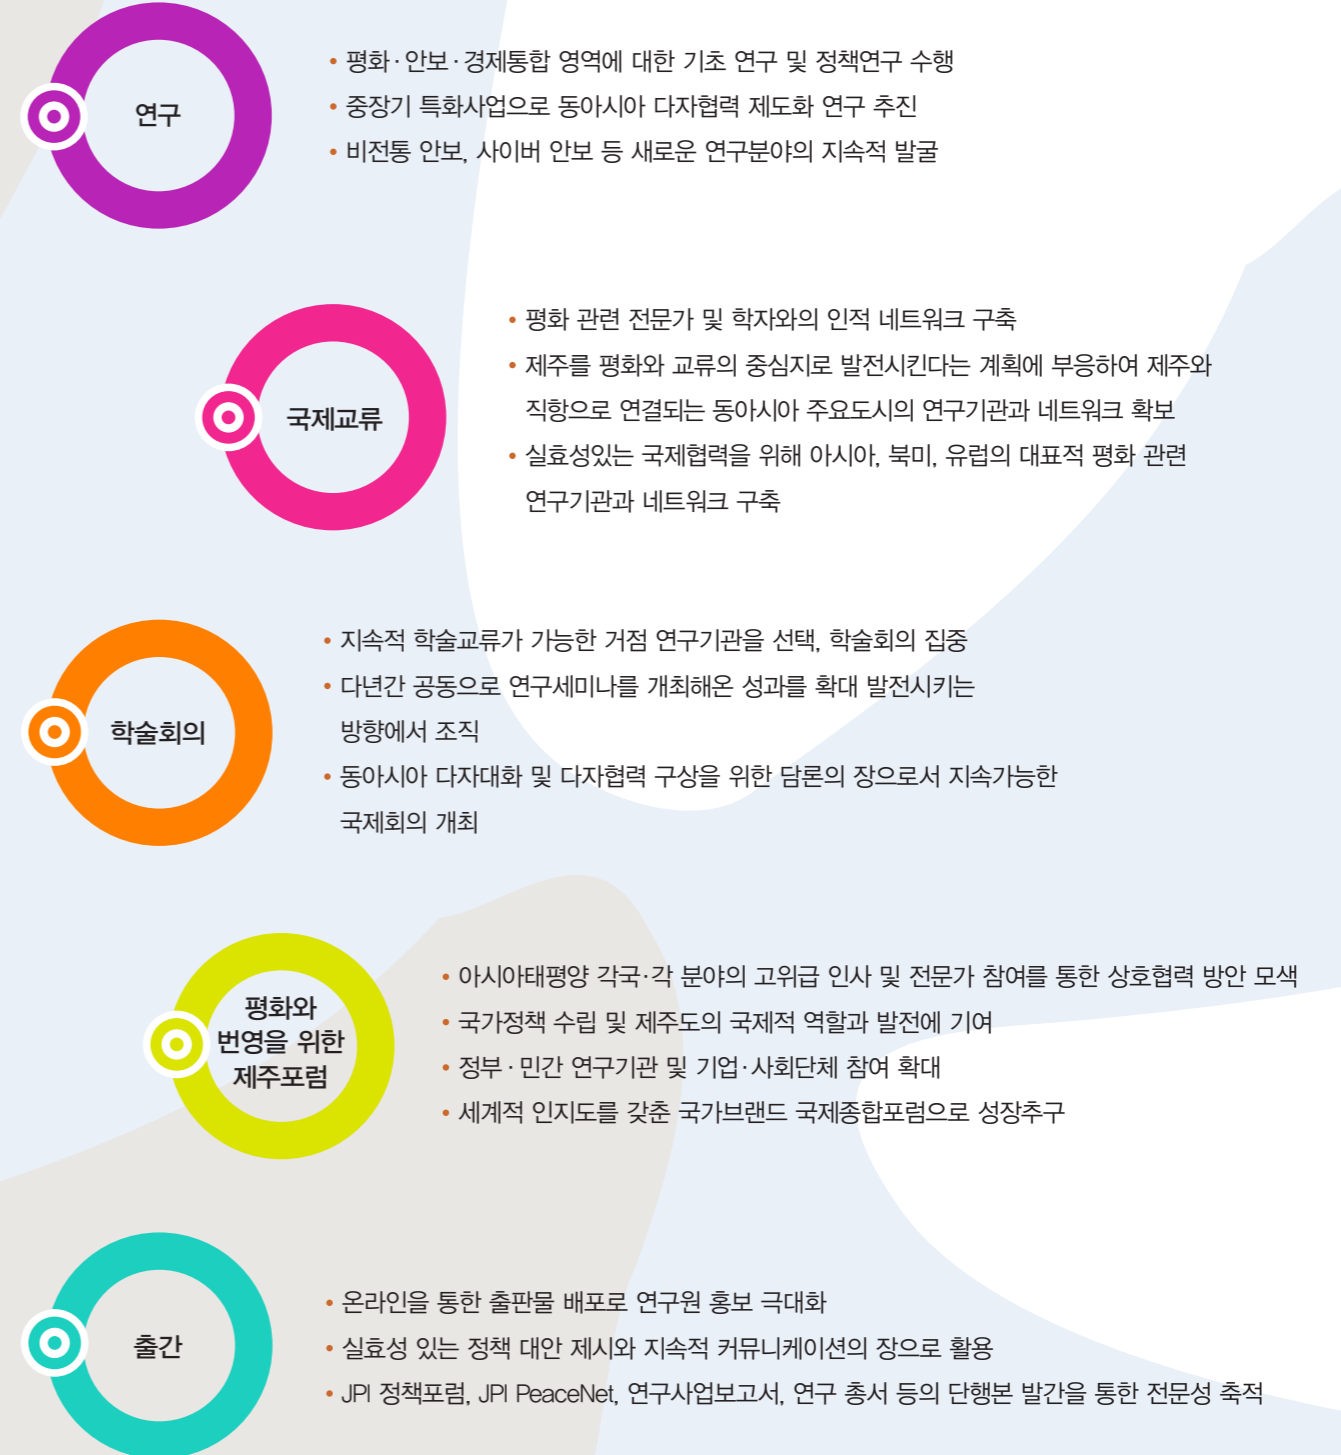 연구
• 평화·안보·경제통합 영역에 대한 기초 연구 및 정책연구 수행
• 중장기 특화사업으로 동아시아 다자협력 제도화 연구 추진
• 비전통 안보, 사이버 안보 등 새로운 연구분야의 지속적 발굴
국제교류
• 평화 관련 전문가 및 학자와의 인적 네트워크 구축
• 제주를 평화와 교류의 중심지로 발전시킨다는 계획에 부응하여 제주와
직항으로 연결되는 동아시아 주요도시의 연구기관과 네트워크 확보
• 실효성있는 국제협력을 위해 아시아, 북미, 유럽의 대표적 평화 관련
연구기관과 네트워크 구축
학술회의
• 지속적 학술교류가 가능한 거점 연구기관을 선택, 학술회의 집중
• 다년간 공동으로 연구세미나를 개최해온 성과를 확대 발전시키는
방향에서 조직
• 동아시아 다자대화 및 다자협력 구상을 위한 담론의 장으로서 지속가능한
국제회의 개최
평화와
번영을 위한
제주포럼
• 아시아태평양 각국·각 분야의 고위급 인사 및 전문가 참여를 통한 상호협력 방안 모색
• 국가정책 수립 및 제주도의 국제적 역할과 발전에 기여
• 정부·민간 연구기관 및 기업·사회단체 참여 확대
• 세계적 인지도를 갖춘 국가브랜드 국제종합포럼으로 성장추구
출간
• 온라인을 통한 출판물 배포로 연구원 홍보 극대화
• 실효성 있는 정책 대안 제시와 지속적 커뮤니케이션의 장으로 활용
• JPI 정책포럼, JPI PeaceNet, 연구사업보고서, 연구 총서 등의 단행본 발간을 통한 전문성 축적